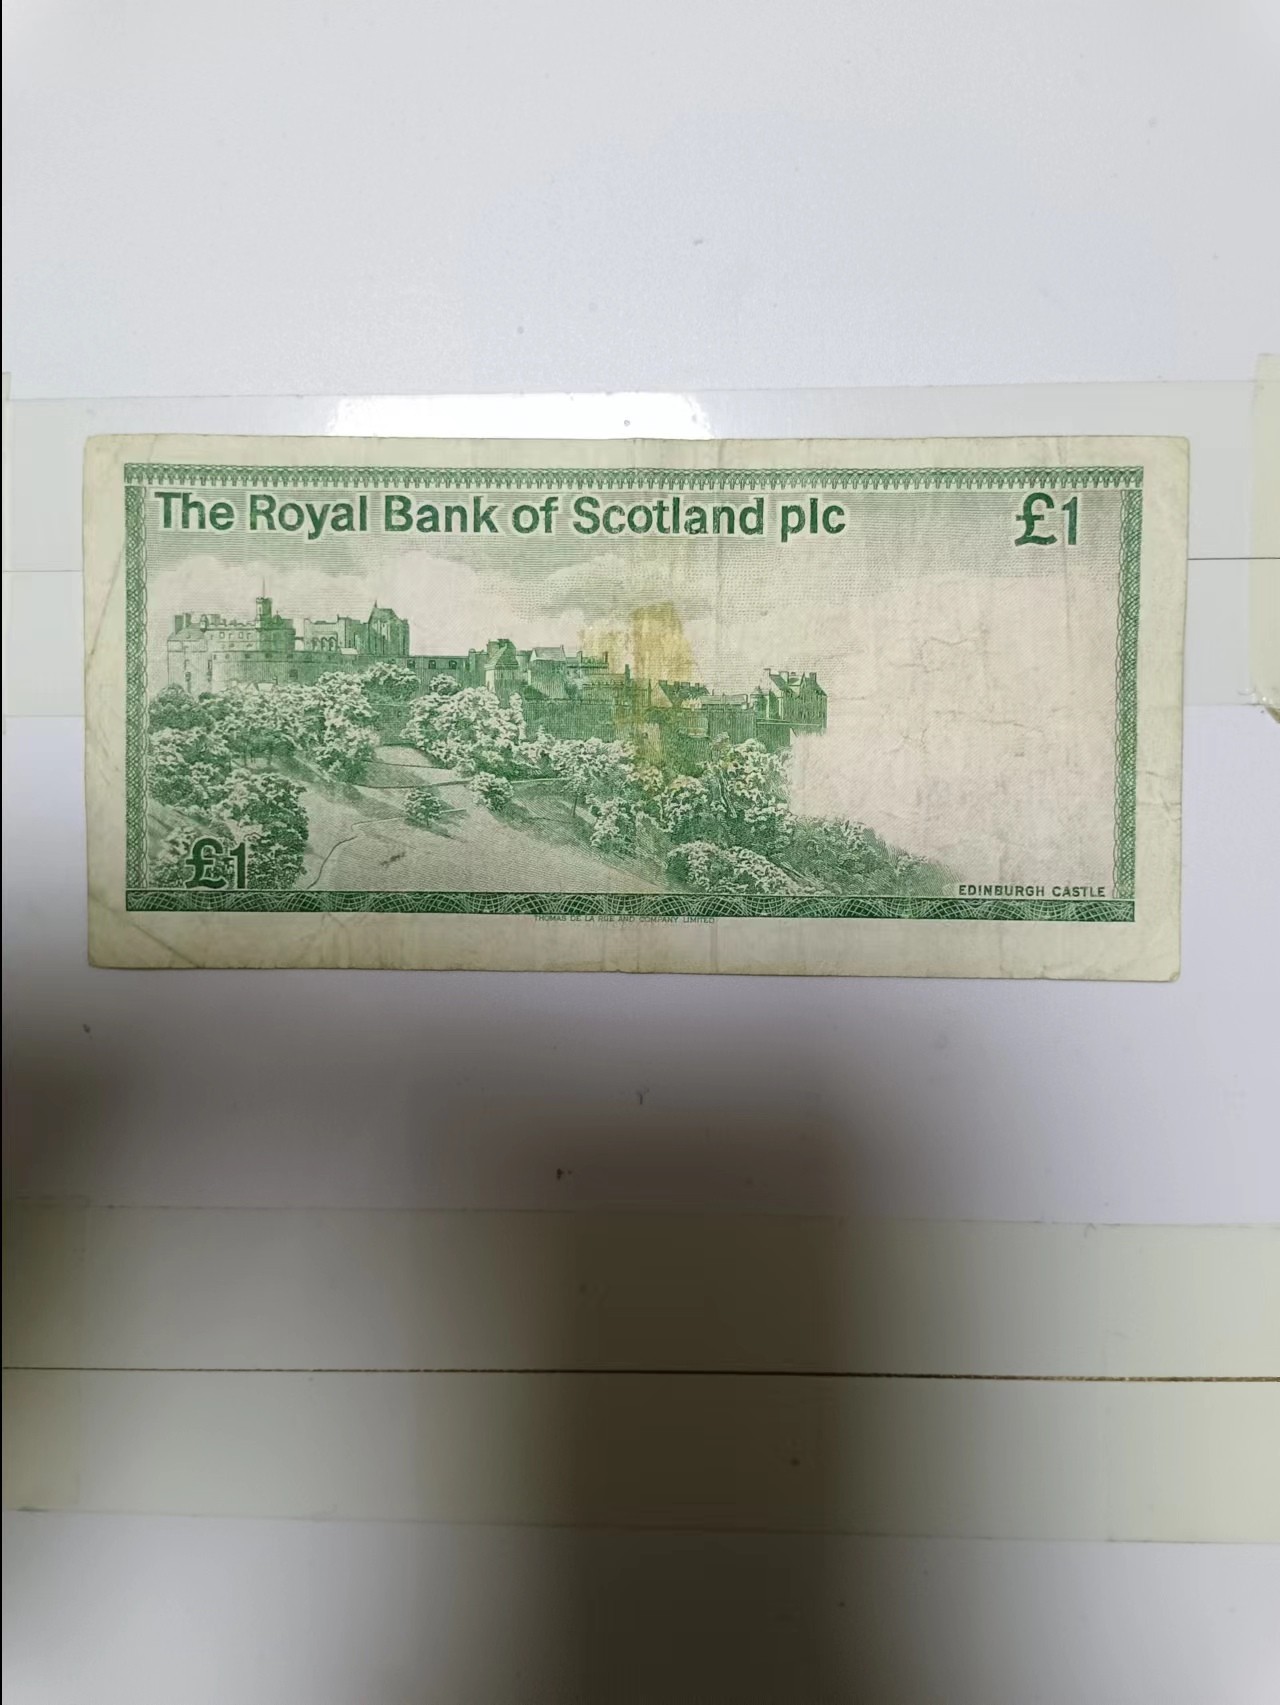 The Royal Bank of Scotland plc £1
£1
EDINBURGH CASTLE
THOMAS DE LA RUE AND COMPANY LIMITED